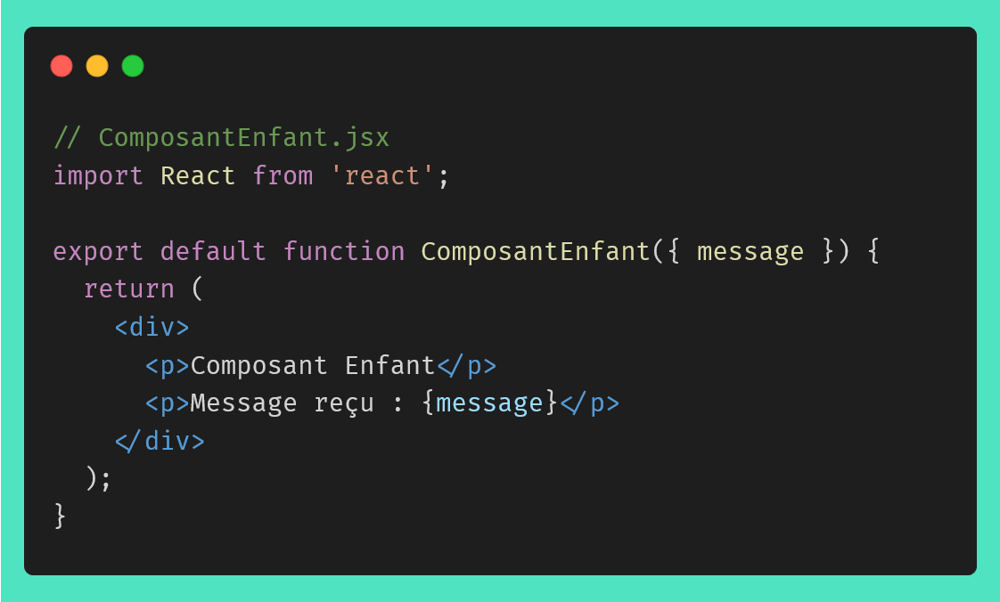 // ComposantEnfant.jsx
import React from 'react';
export default function ComposantEnfant({ message }) {
return (
<div>
<p>Composant Enfant</p>
<p>Message reçu : {message}</p>
</div>
);
}